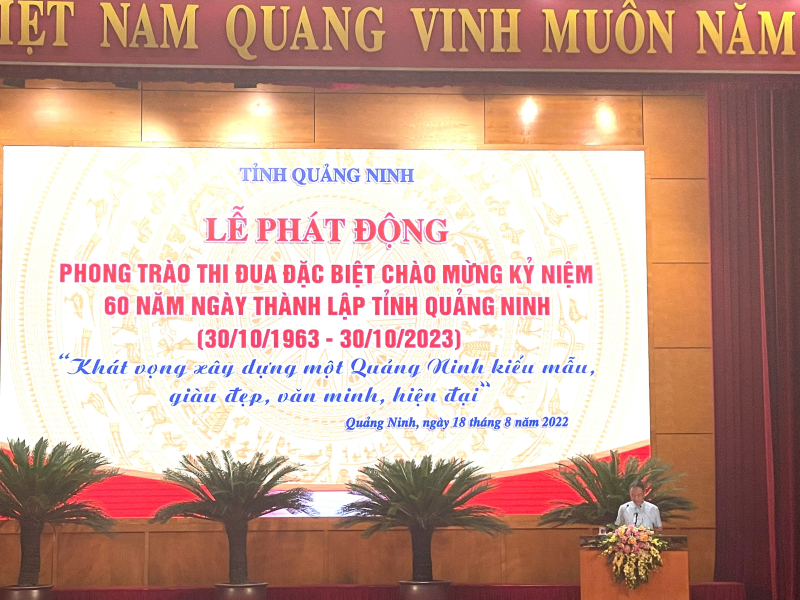 IỆT NAM QUANG VINH MUÔN NĂM
TỈNH QUẢNG NINH
LỄ PHÁT ĐỘNG
PHONG TRÀO THI ĐUA ĐẶC BIỆT CHÀO MỪNG KỶ NIỆM
60 NĂM NGÀY THÀNH LẬP TỈNH QUẢNG NINH
(30/10/1963 - 30/10/2023)
“Khát vọng xây dựng một Quảng Ninh kiểu mẫu,
giàu đẹp, văn minh, hiện đại“
Quảng Ninh, ngày 18 tháng 8 năm 2022